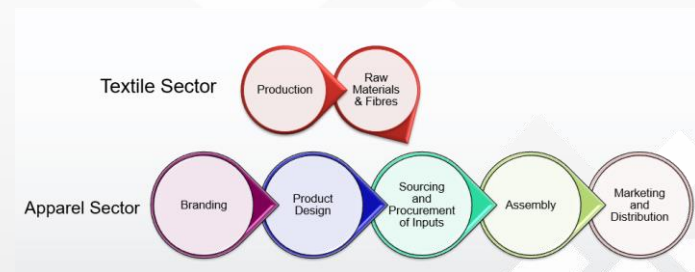 Textile Sector
Production
Raw
Materials
& Fibres
Apparel Sector
Branding
Product
Design
Sourcing
and
Procurement
of Inputs
Assembly
Marketing
and
Distribution